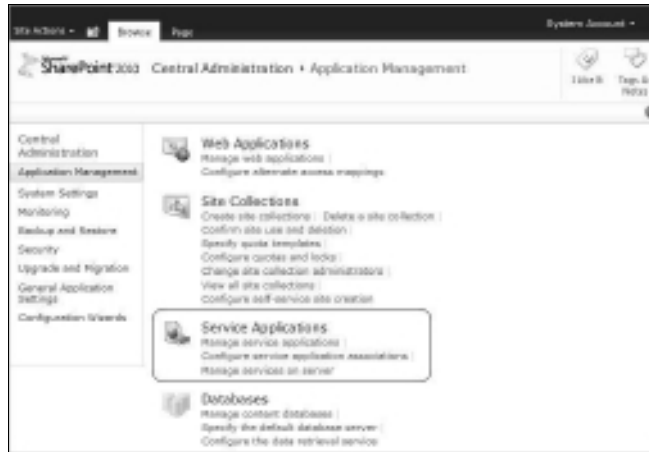 Site Actions
Browse
Page
System Account
SharePoint 2010
Central Administration
Application Management
I Like It
Tags &
Notes
Central
Administration
Application Management
System Settings
Monitoring
Backup and Restore
Security
Upgrade and Migration
General Application
Settings
Configuration Wizards
Web Applications
Manage web applications |
Configure alternate access mappings
Site Collections
Create site collections | Delete a site collection |
Confirm site use and deletion |
Specify quota templates |
Configure quotas and locks |
Change site collection administrators |
View all site collections |
Configure self-service site creation
Service Applications
Manage service applications |
Configure service application associations |
Manage services on server
Databases
Manage content databases |
Specify the default database server |
Configure the data retrieval service